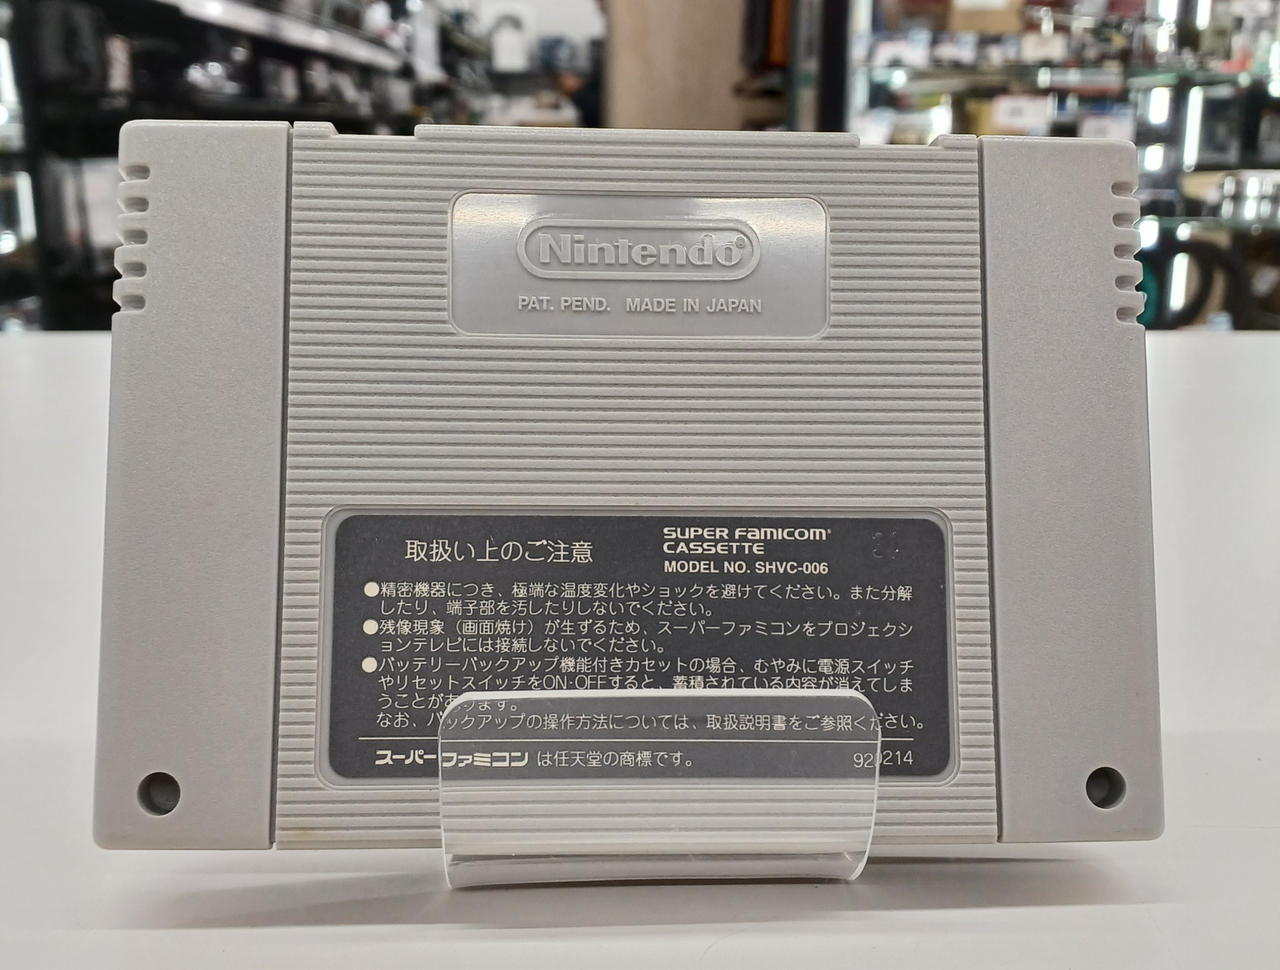 Nintendo®
PAT. PEND. MADE IN JAPAN
取扱い上のご注意
SUPER FAMICOM®
CASSETTE
MODEL NO. SHVC-006
●精密機器につき、極端な温度変化やショックを避けてください。また分解
したり、端子部を汚したりしないでください。
●残像現象（画面焼け）が生ずるため、スーパーファミコンをプロジェクシ
ョンテレビには接続しないでください。
●バッテリーバックアップ機能付きカセットの場合、むやみに電源スイッチ
やリセットスイッチをON・OFFすると、蓄積されている内容が消えてしま
うことがあります。
なお、バックアップの操作方法については、取扱説明書をご参照ください。
スーパーファミコンは任天堂の商標です。
920214